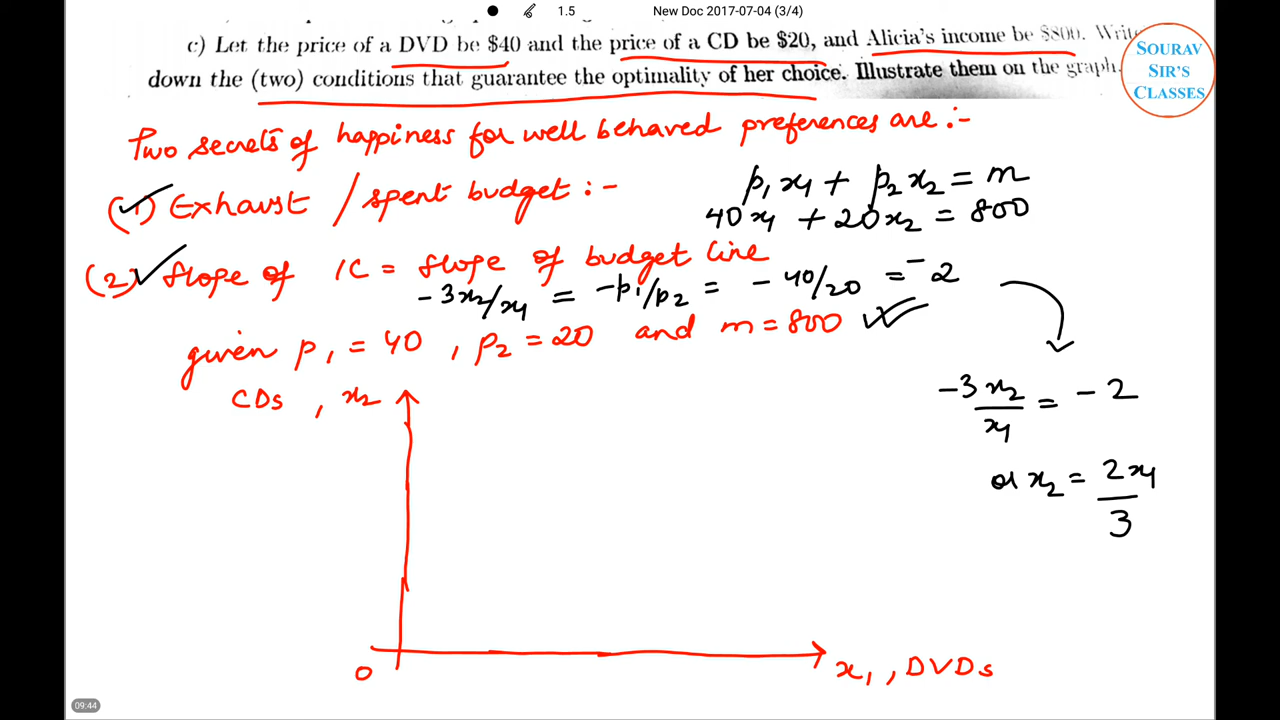 1.5 New Doc 2017-07-04 (3/4)
c) Let the price of a DVD be $40 and the price of a CD be $20, and Alicia's income be $800. Write
down the (two) conditions that guarantee the optimality of her choice. Illustrate them on the graph.
SOURAV
SIR'S
CLASSES
Two secrets of happiness for well behaved preferences are :-
(1) Exhaust / spent budget :- p₁x₁ + p₂x₂ = m
40x₁ + 20x₂ = 800
(2) Slope of IC = slope of budget line
-3x₂/x₁ = -p₁/p₂ = - 40/20 = -2
given p₁ = 40, p₂ = 20 and m = 800
-3x₂/x₁ = -2
CDs, x₂
or x₂ = 2x₁/3
0
x₁, DVDs
09:44